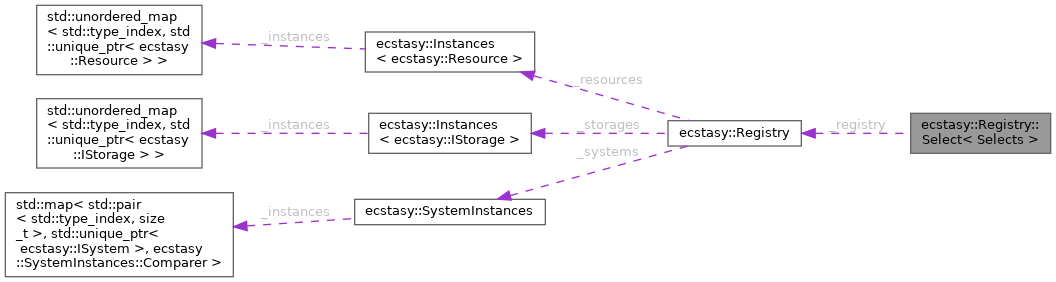 std::unordered_map
< std::type_index, std
::unique_ptr< ecstasy
::Resource > >
_instances
ecstasy::Instances
< ecstasy::Resource >
_resources
std::unordered_map
< std::type_index, std
::unique_ptr< ecstasy
::IStorage > >
_instances
ecstasy::Instances
< ecstasy::IStorage >
_storages
ecstasy::Registry
_registry
ecstasy::Registry::
Select< Selects >
_systems
std::map< std::pair
< std::type_index, size
_t >, std::unique_ptr<
ecstasy::ISystem >, ecstasy
::SystemInstances::Comparer >
_instances
ecstasy::SystemInstances